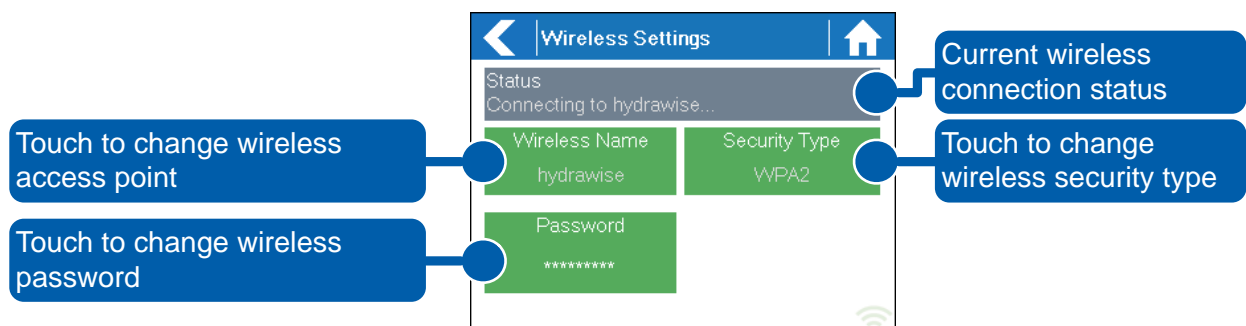 Wireless Settings
Status
Connecting to hydrawise...
Current wireless
connection status
Touch to change wireless
access point
Wireless Name
hydrawise
Security Type
WPA2
Touch to change
wireless security type
Touch to change wireless
password
Password
*********